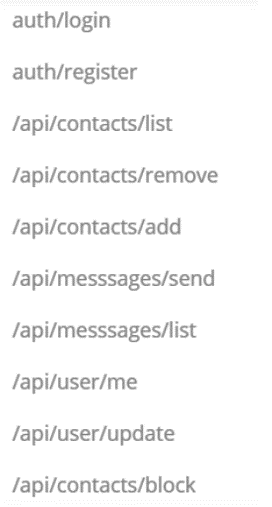 auth/login
auth/register
/api/contacts/list
/api/contacts/remove
/api/contacts/add
/api/messsages/send
/api/messsages/list
/api/user/me
/api/user/update
/api/contacts/block